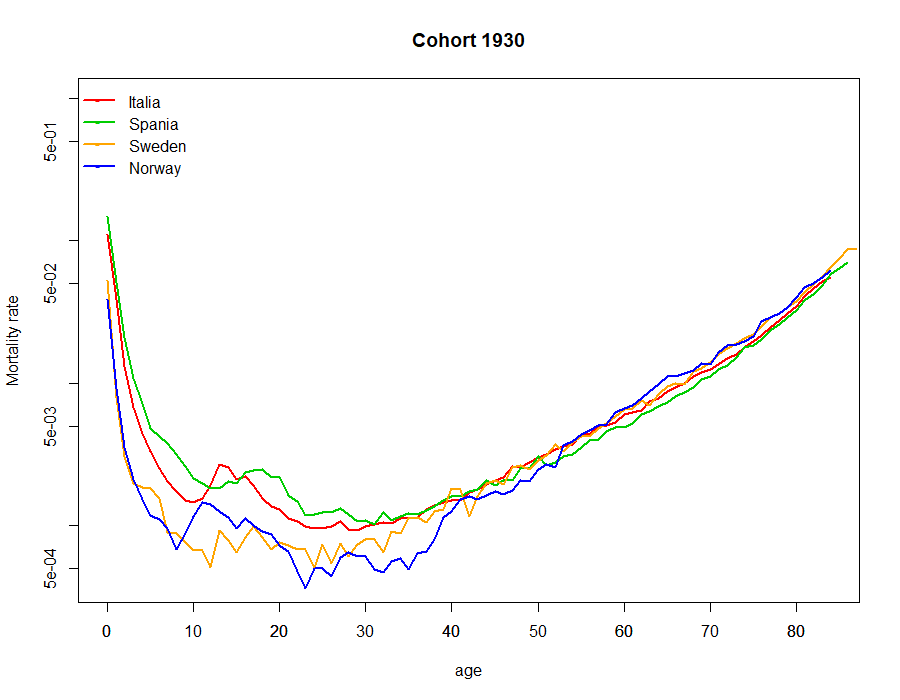 Cohort 1930
Italia
Spania
Sweden
Norway
Mortality rate
5e-01
5e-02
5e-03
5e-04
0 10 20 30 40 50 60 70 80
age